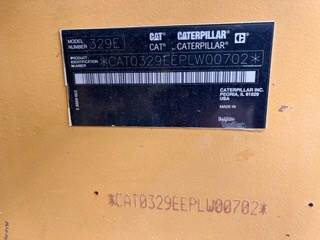 MODEL NUMBER 329E CAT CATERPILLAR
CAT CATERPILLAR
PRODUCT IDENTIFICATION NUMBER *CAT0329EEPLW00702*
CATERPILLAR INC.
PEORIA, IL 61629
USA
MADE IN
Belgium
*CAT0329EEPLW00702*